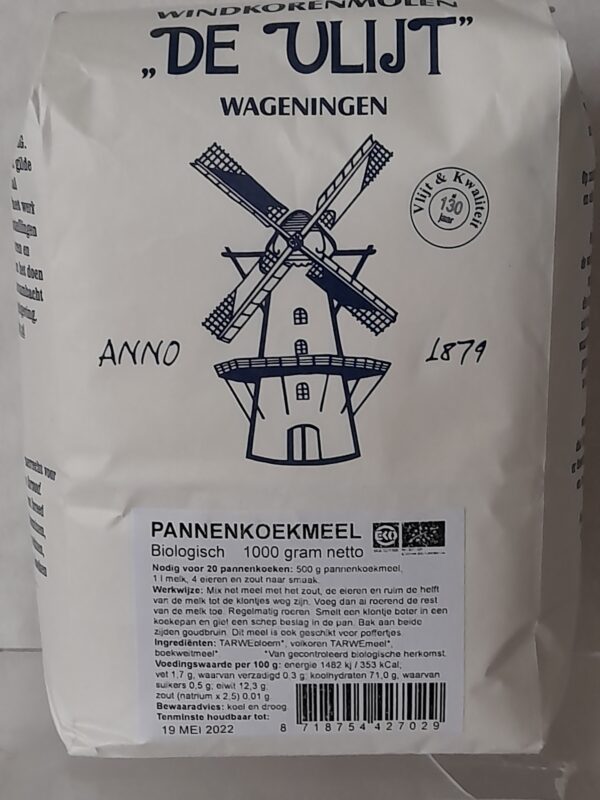 WINDKORENMOLEN
„DE VLIJT”
WAGENINGEN
Vlijt & Kwaliteit
130
jaar
ANNO 1879
gilde
werk
en
het doen
voor
PANNENKOEKMEEL
EKO
Biologisch 1000 gram netto
Nodig voor 20 pannenkoeken: 500 g pannenkoekmeel,
1 l melk, 4 eieren en zout naar smaak.
Werkwijze: Mix het meel met het zout, de eieren en ruim de helft
van de melk tot de klontjes weg zijn. Voeg dan al roerend de rest
van de melk toe. Regelmatig roeren. Smelt een klontje boter in een
koekepan en giet een schep beslag in de pan. Bak aan beide
zijden goudbruin. Dit meel is ook geschikt voor poffertjes.
Ingrediënten: TARWEbloem*, volkoren TARWEmeel*,
boekweitmeel*. *Van gecontroleerd biologische herkomst.
Voedingswaarde per 100 g: energie 1482 kj / 353 kCal;
vet 1,7 g, waarvan verzadigd 0,3 g; koolhydraten 71,0 g, waarvan
suikers 0,5 g; eiwit 12,3 g,
zout (natrium x 2,5) 0,01 g.
Bewaaradvies: koel en droog.
Tenminste houdbaar tot:
19 MEI 2022
8 718754 427029